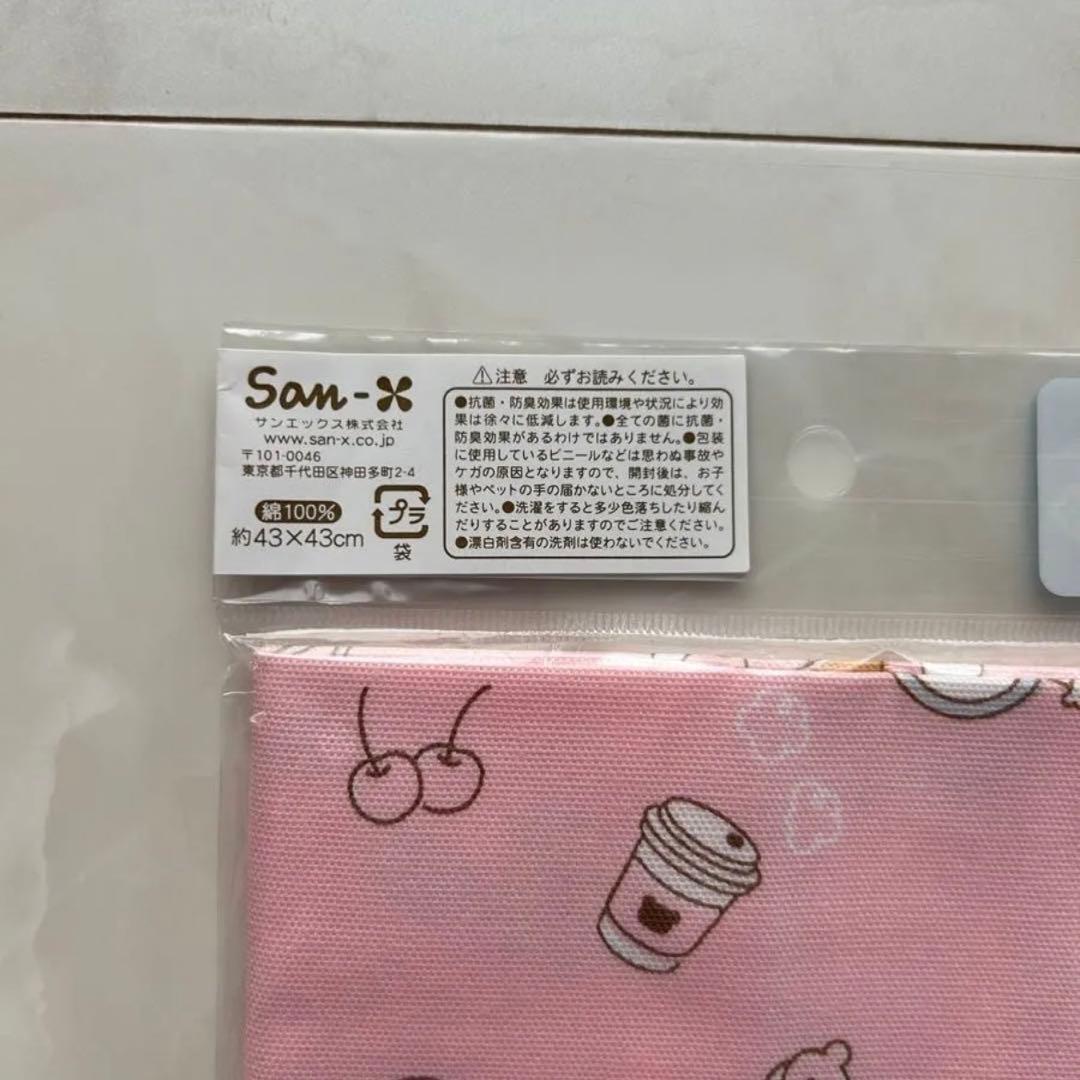 San-X
サンエックス株式会社
www.san-x.co.jp
〒101-0046
東京都千代田区神田多町2-4
綿100%
約43×43cm
プラ
袋
⚠注意 必ずお読みください。
●抗菌・防臭効果は使用環境や状況により効
果は徐々に低減します。●全ての菌に抗菌・
防臭効果があるわけではありません。●包装
に使用しているビニールなどは思わぬ事故や
ケガの原因となりますので、開封後は、お子
様やペットの手の届かないところに処分してく
ださい。●洗濯をすると多少色落ちしたり縮ん
だりすることがありますのでご注意ください。
●漂白剤含有の洗剤は使わないでください。